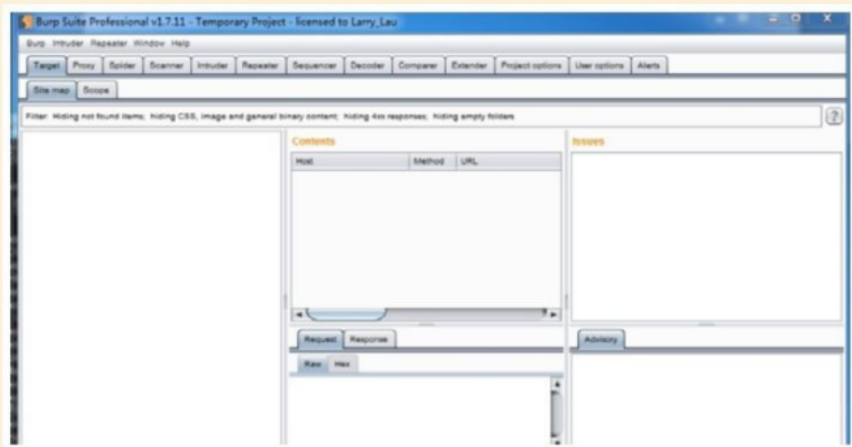 Burp Suite Professional v1.7.11 - Temporary Project - licensed to Larry_Lau
Burp Intruder Repeater Window Help
Target Proxy Spider Scanner Intruder Repeater Sequencer Decoder Comparer Extender Project options User options Alerts
Site map Scope
Filter: Hiding not found items; hiding CSS, image and general binary content; hiding 4xx responses; hiding empty folders
?
Contents
Issues
Host Method URL
Request Response
Advisory
Raw Hex